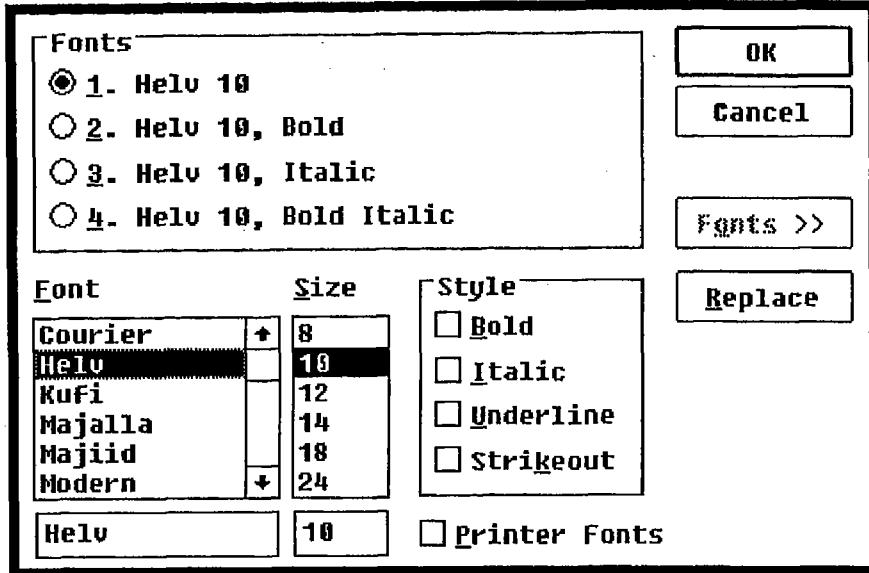 Fonts
1. Helv 10
2. Helv 10, Bold
3. Helv 10, Italic
4. Helv 10, Bold Italic
OK
Cancel
Fonts >>
Replace
Font
Courier
Helv
Kufi
Majalla
Majiid
Modern
Helv
Size
8
10
12
14
18
24
10
Style
Bold
Italic
Underline
Strikeout
Printer Fonts